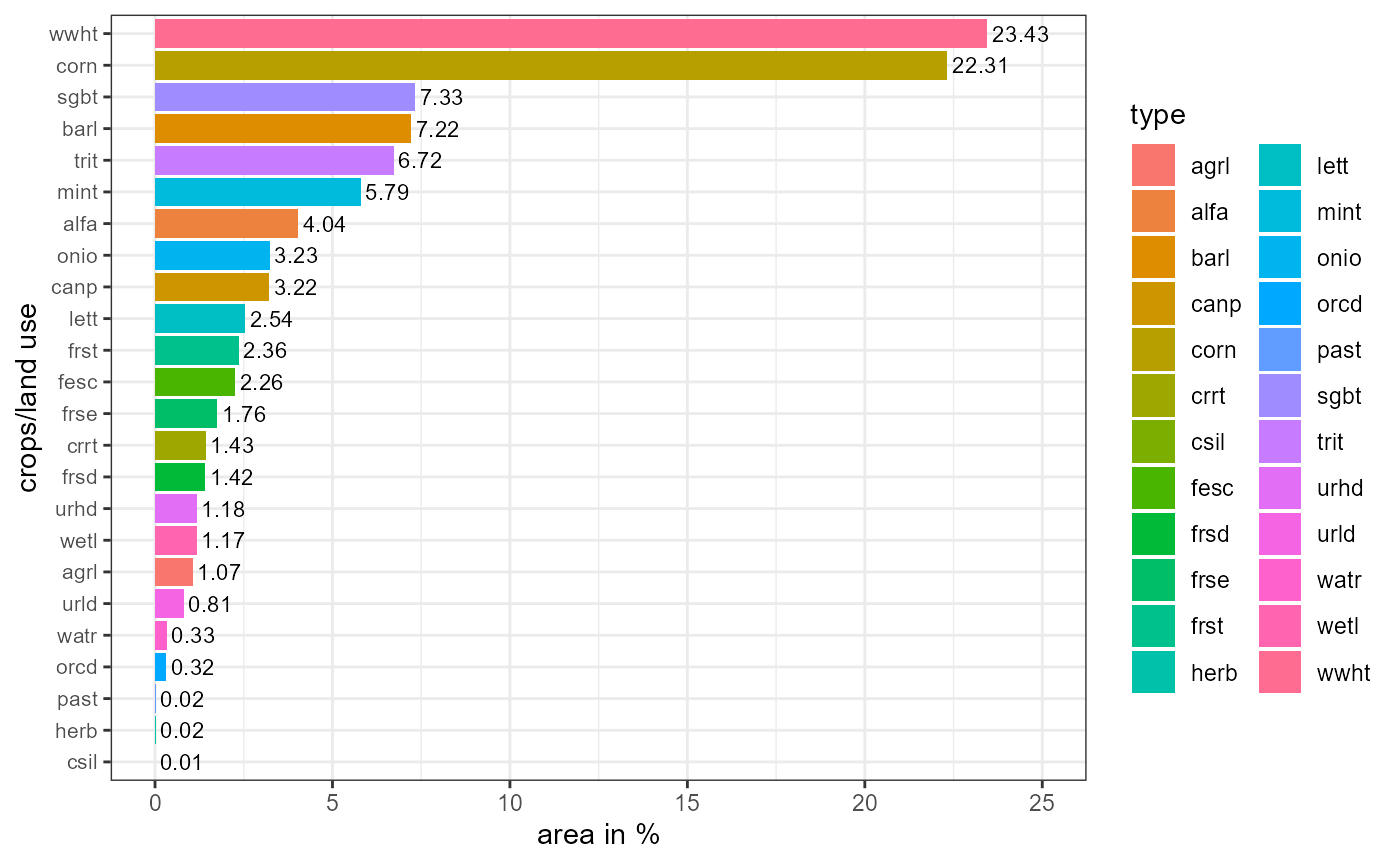 crops/land use
wwht 23.43
corn 22.31
sgbt 7.33
barl 7.22
trit 6.72
mint 5.79
alfa 4.04
onio 3.23
canp 3.22
lett 2.54
frst 2.36
fesc 2.26
frse 1.76
crrt 1.43
frsd 1.42
urhd 1.18
wetl 1.17
agrl 1.07
urld 0.81
watr 0.33
orcd 0.32
past 0.02
herb 0.02
csil 0.01
0 5 10 15 20 25
area in %
type
agrl lett
alfa mint
barl onio
canp orcd
corn past
crrt sgbt
csil trit
fesc urhd
frsd urld
frse watr
frst wetl
herb wwht